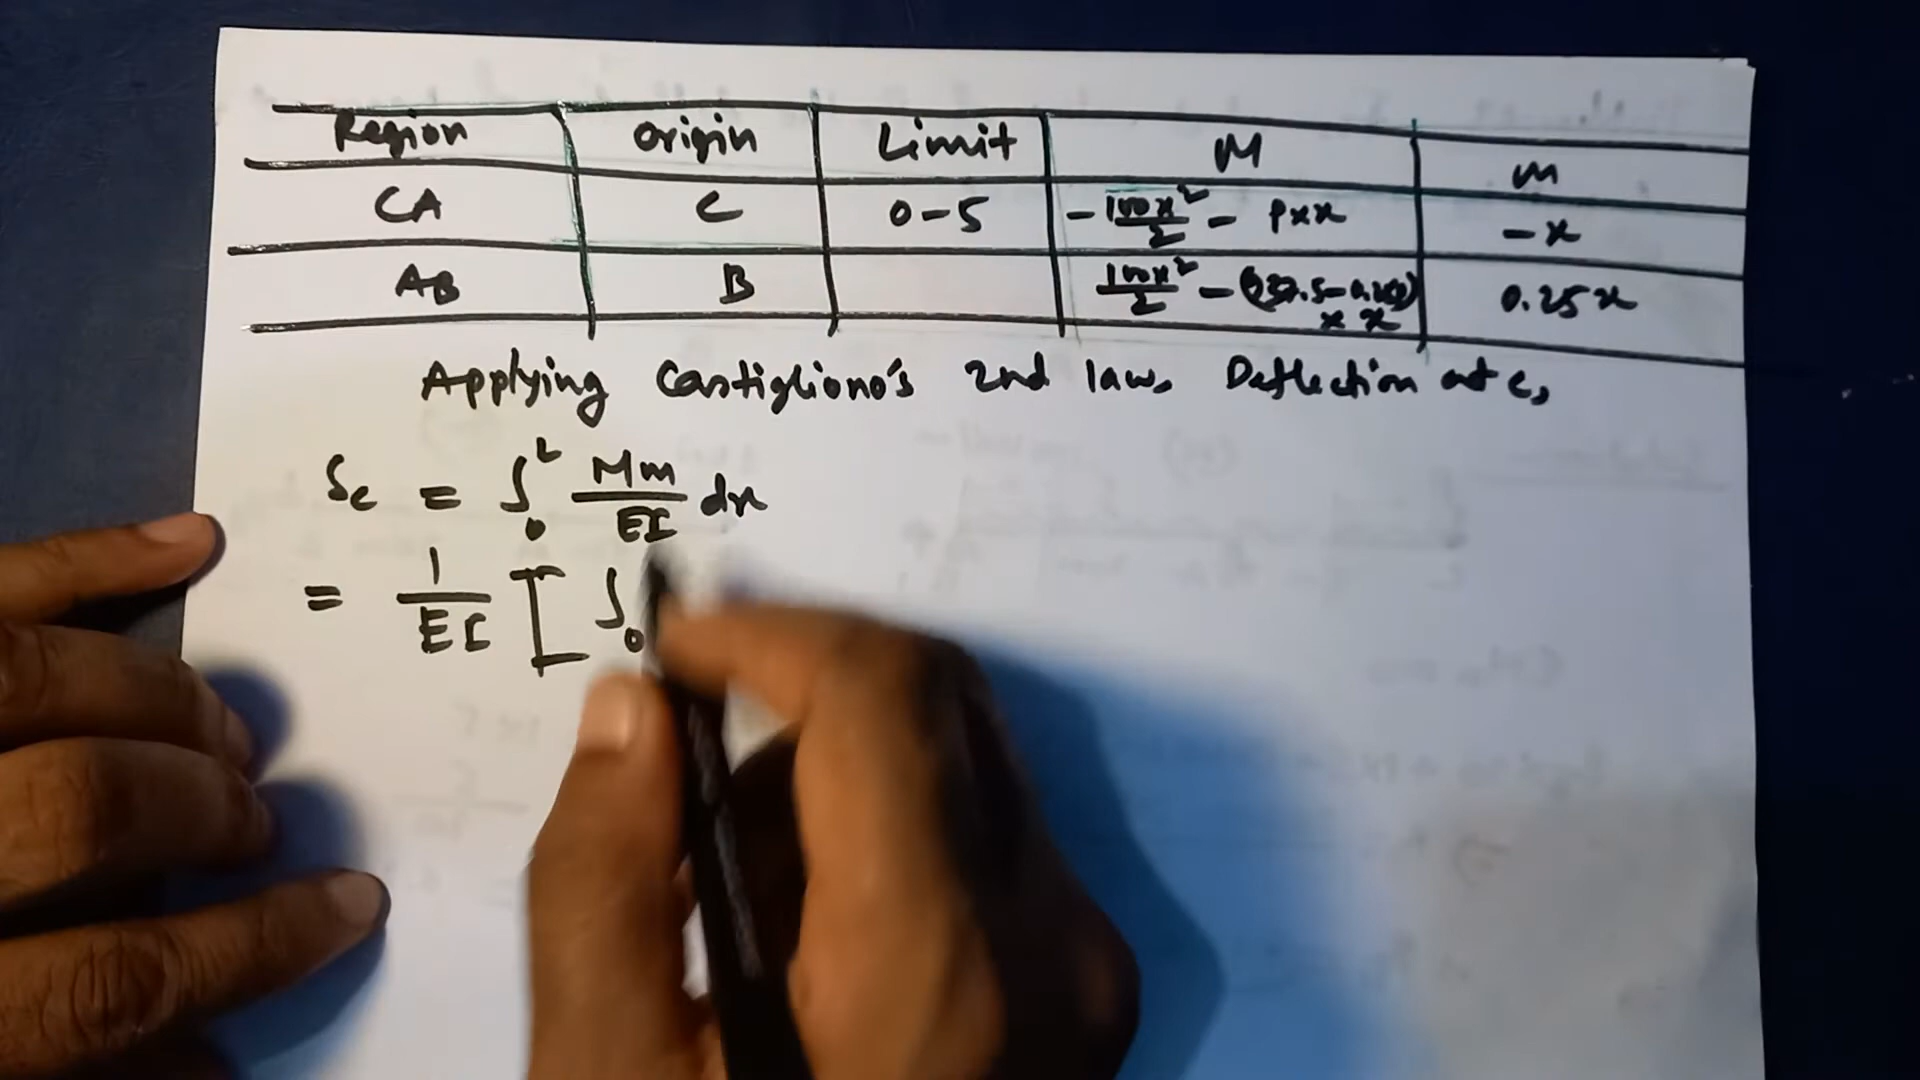 Region Origin Limit M m
CA C 0-5 -100x²/2 - P×x -x
AB B 100x²/2 - × x 0.25x
Applying Castigliono's 2nd law, Deflection at c,
δc = ∫₀ᴸ Mm/EI dx
= 1/EI [ ∫₀